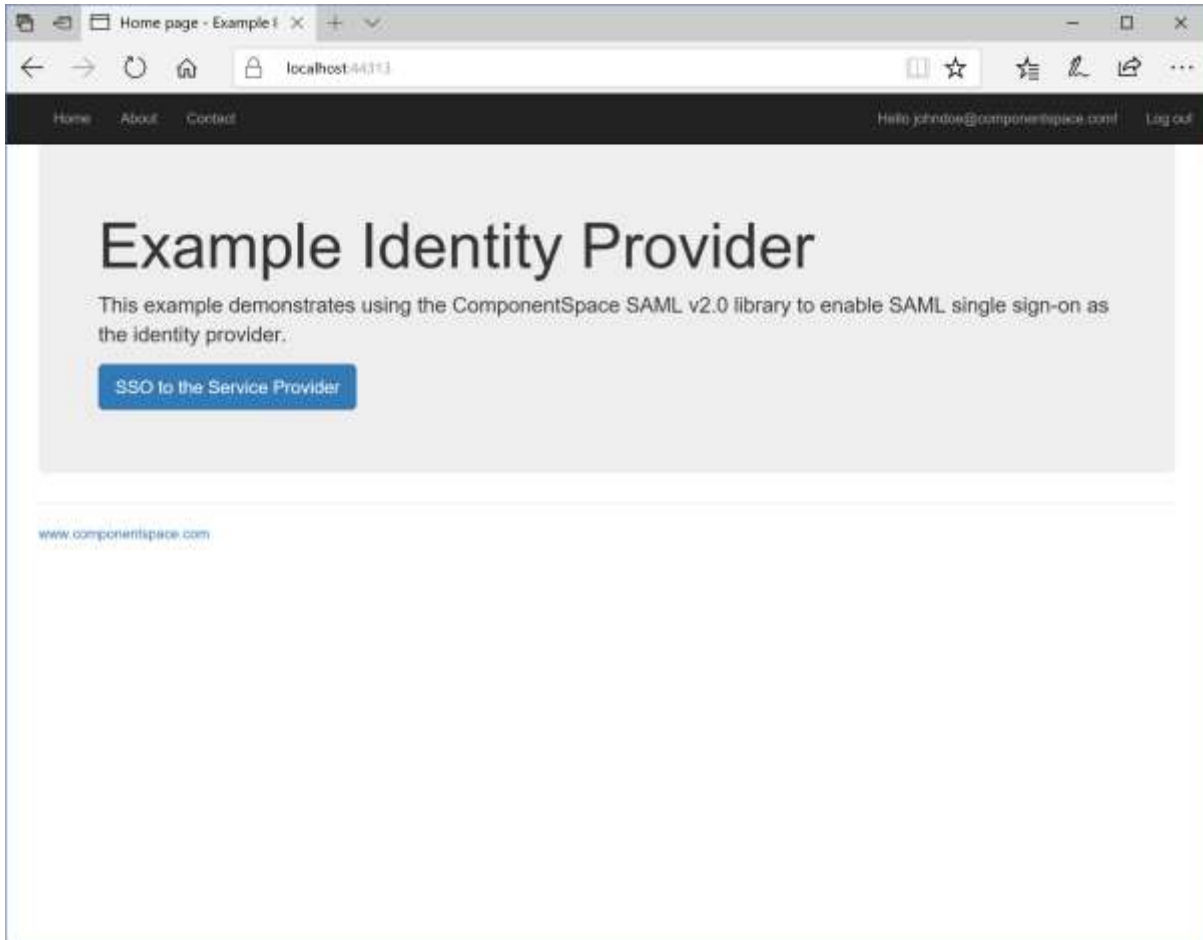 Home page - Example I
localhost:44313
Home About Contact Hello johndoe@componentspace.com! Log out
Example Identity Provider
This example demonstrates using the ComponentSpace SAML v2.0 library to enable SAML single sign-on as
the identity provider.
SSO to the Service Provider
www.componentspace.com